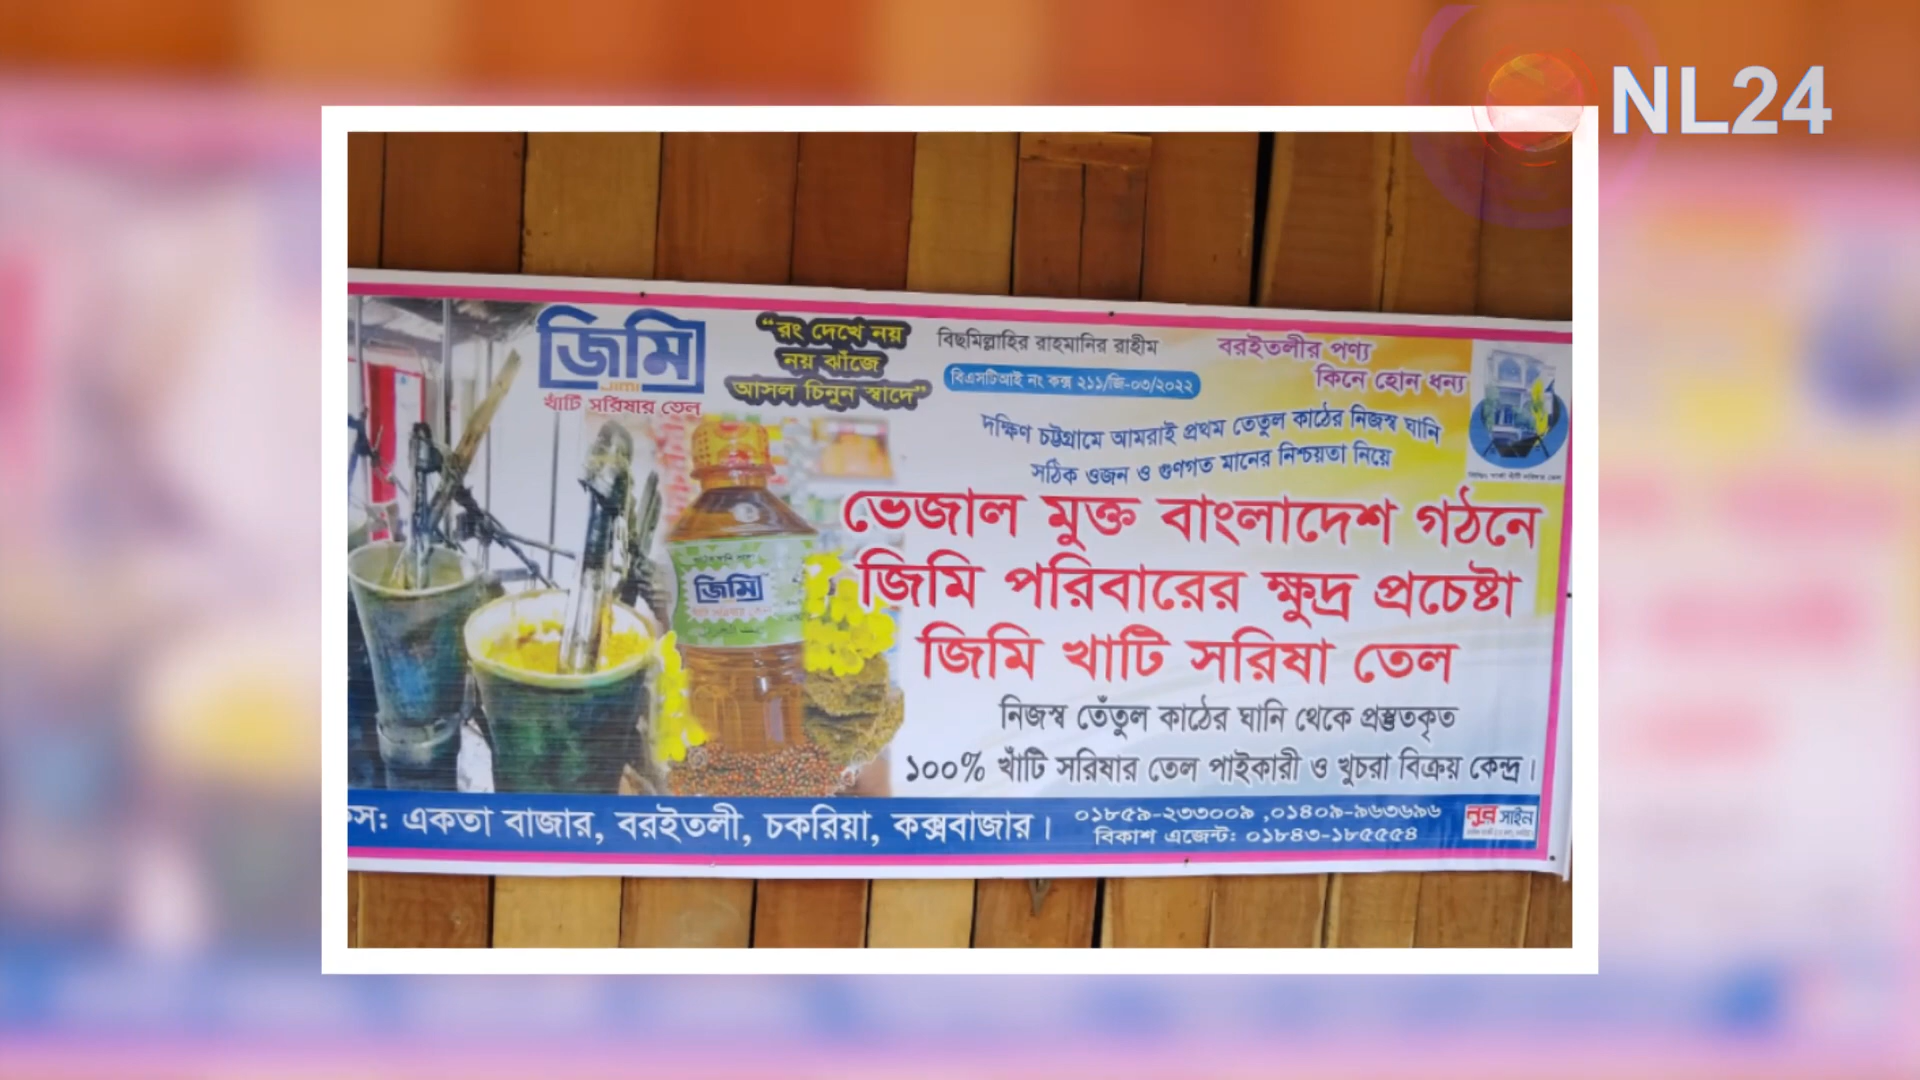 NL24
জিমি
JIMI
খাঁটি সরিষার তেল
“রং দেখে নয়
নয় ঝাঁজে
আসল চিনুন স্বাদে”
বিছমিল্লাহির রাহমানির রাহীম
বিএসটিআই নং কক্স ২১১/জি-০৩/২০২২
বরইতলীর পণ্য
কিনে হোন ধন্য
দক্ষিণ চট্টগ্রামে আমরাই প্রথম তেতুল কাঠের নিজস্ব ঘানি
সঠিক ওজন ও গুণগত মানের নিশ্চয়তা নিয়ে
ভেজাল মুক্ত বাংলাদেশ গঠনে
জিমি পরিবারের ক্ষুদ্র প্রচেষ্টা
জিমি খাটি সরিষা তেল
নিজস্ব তেঁতুল কাঠের ঘানি থেকে প্রস্তুতকৃত
১০০% খাঁটি সরিষার তেল পাইকারী ও খুচরা বিক্রয় কেন্দ্র।
জিমি
স: একতা বাজার, বরইতলী, চকরিয়া, কক্সবাজার।
০১৮৫৯-২৩৩০০৯ ,০১৪০৯-৯৬৩৬৯৬
বিকাশ এজেন্ট: ০১৮৪৩-১৮৫৫৫৪
নুর সাইন